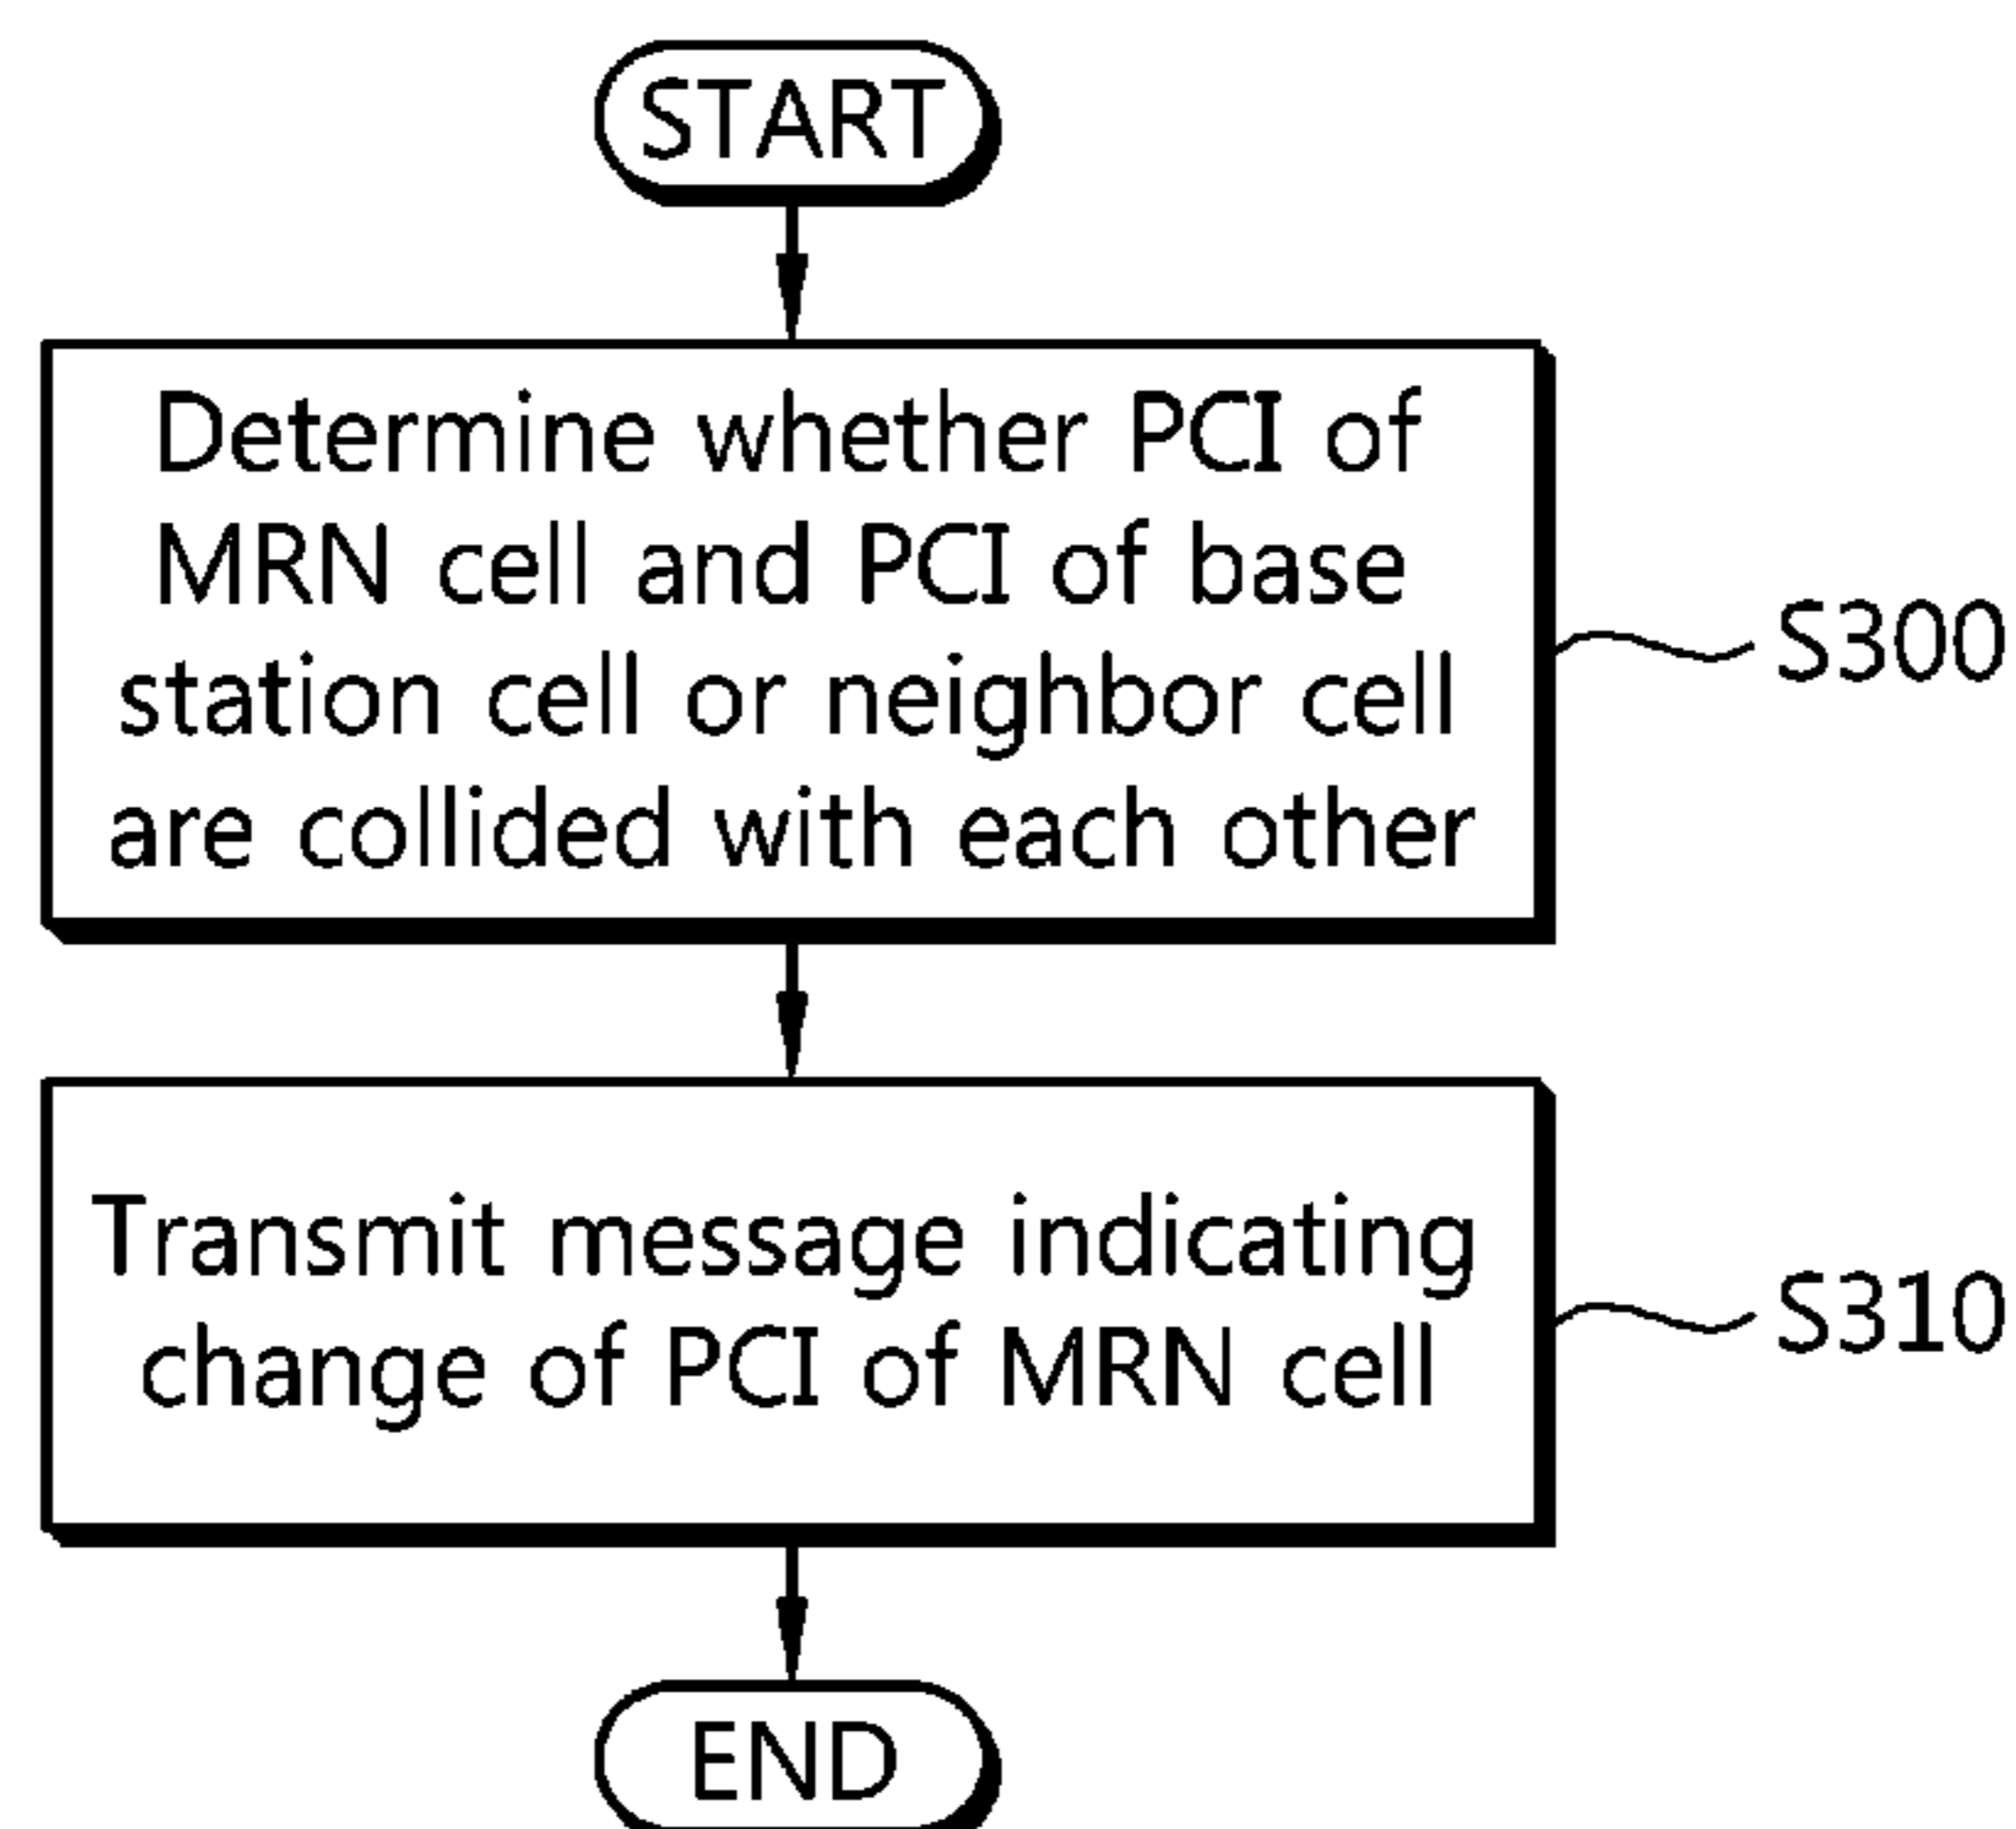 START
Determine whether PCI of
MRN cell and PCI of base
station cell or neighbor cell
are collided with each other
S300
Transmit message indicating
change of PCI of MRN cell
S310
END